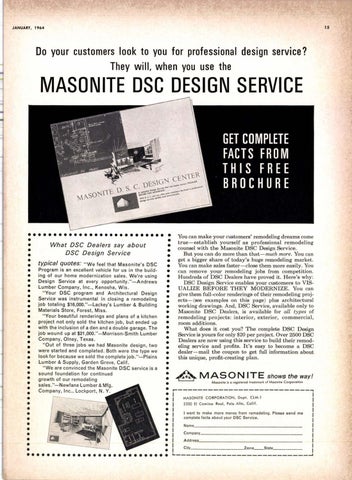 JANUARY, 1964
15
Do your customers look to you for professional design service?
They will, when you use the
MASONITE DSC DESIGN SERVICE
MASONITE D. S. C. DESIGN CENTER
GET COMPLETE
FACTS FROM
THIS FREE
BROCHURE
What DSC Dealers say about
DSC Design Service
typical quotes: "We feel that Masonite's DSC
Program is an excellent vehicle for us in the build-
ing of our home modernization sales. We're using
Design Service at every opportunity."—Andrews
Lumber Company, Inc., Kenosha, Wis.
"Your DSC program and Architectural Design
Service was instrumental in closing a remodeling
job totaling $16,000."—Lackey's Lumber & Building
Materials Store, Forest, Miss.
"Your beautiful renderings and plans of a kitchen
project not only sold the kitchen job, but ended up
with the inclusion of a den and a double garage. The
job wound up at $21,000."—Morrison-Smith Lumber
Company, Olney, Texas.
"Out of three jobs we had Masonite design, two
were started and completed. Both were the type we
look for because we sold the complete job."—Plains
Lumber & Supply, Garden Grove, Calif.
"We are convinced the Masonite DSC service is a
sound foundation for continued
growth of our remodeling
sales."—Newfane Lumber & Mfg.
Company, Inc., Lockport, N. Y.
You can make your customers' remodeling dreams come
true—establish yourself as professional remodeling
counsel with the Masonite DSC Design Service.
But you can do more than that—much more. You can
get a bigger share of today's huge remodeling market.
You can make sales faster—close them more easily. You
can remove remodeling jobs from competition.
Hundreds of DSC Dealers have proved it. Here's why:
DSC Design Service enables your customers to VIS-
UALIZE BEFORE THEY MODERNIZE. You can
give them full-color renderings of their remodeling proj-
ects—(see examples on this page) plus architectural
working drawings. And, DSC Service, available only to
Masonite DSC Dealers, is available for all types of
remodeling projects: interior, exterior, commercial,
room additions.
What does it cost you? The complete DSC Design
Service is yours for only $20 per project. Over 2500 DSC
Dealers are now using this service to build their remodel-
ing service and profits. It's easy to become a DSC
dealer—mail the coupon to get full information about
this unique, profit-creating plan.
MASONITE shows the way!
Masonite is a registered trademark of Masonite Corporation
MASONITE CORPORATION, Dept.
2200 El Camino Real, Palo Alto, Calif.
I want to make more money from remodeling. Please send me
complete facts about your DSC Service.
Name
Company
Address
City Zone State